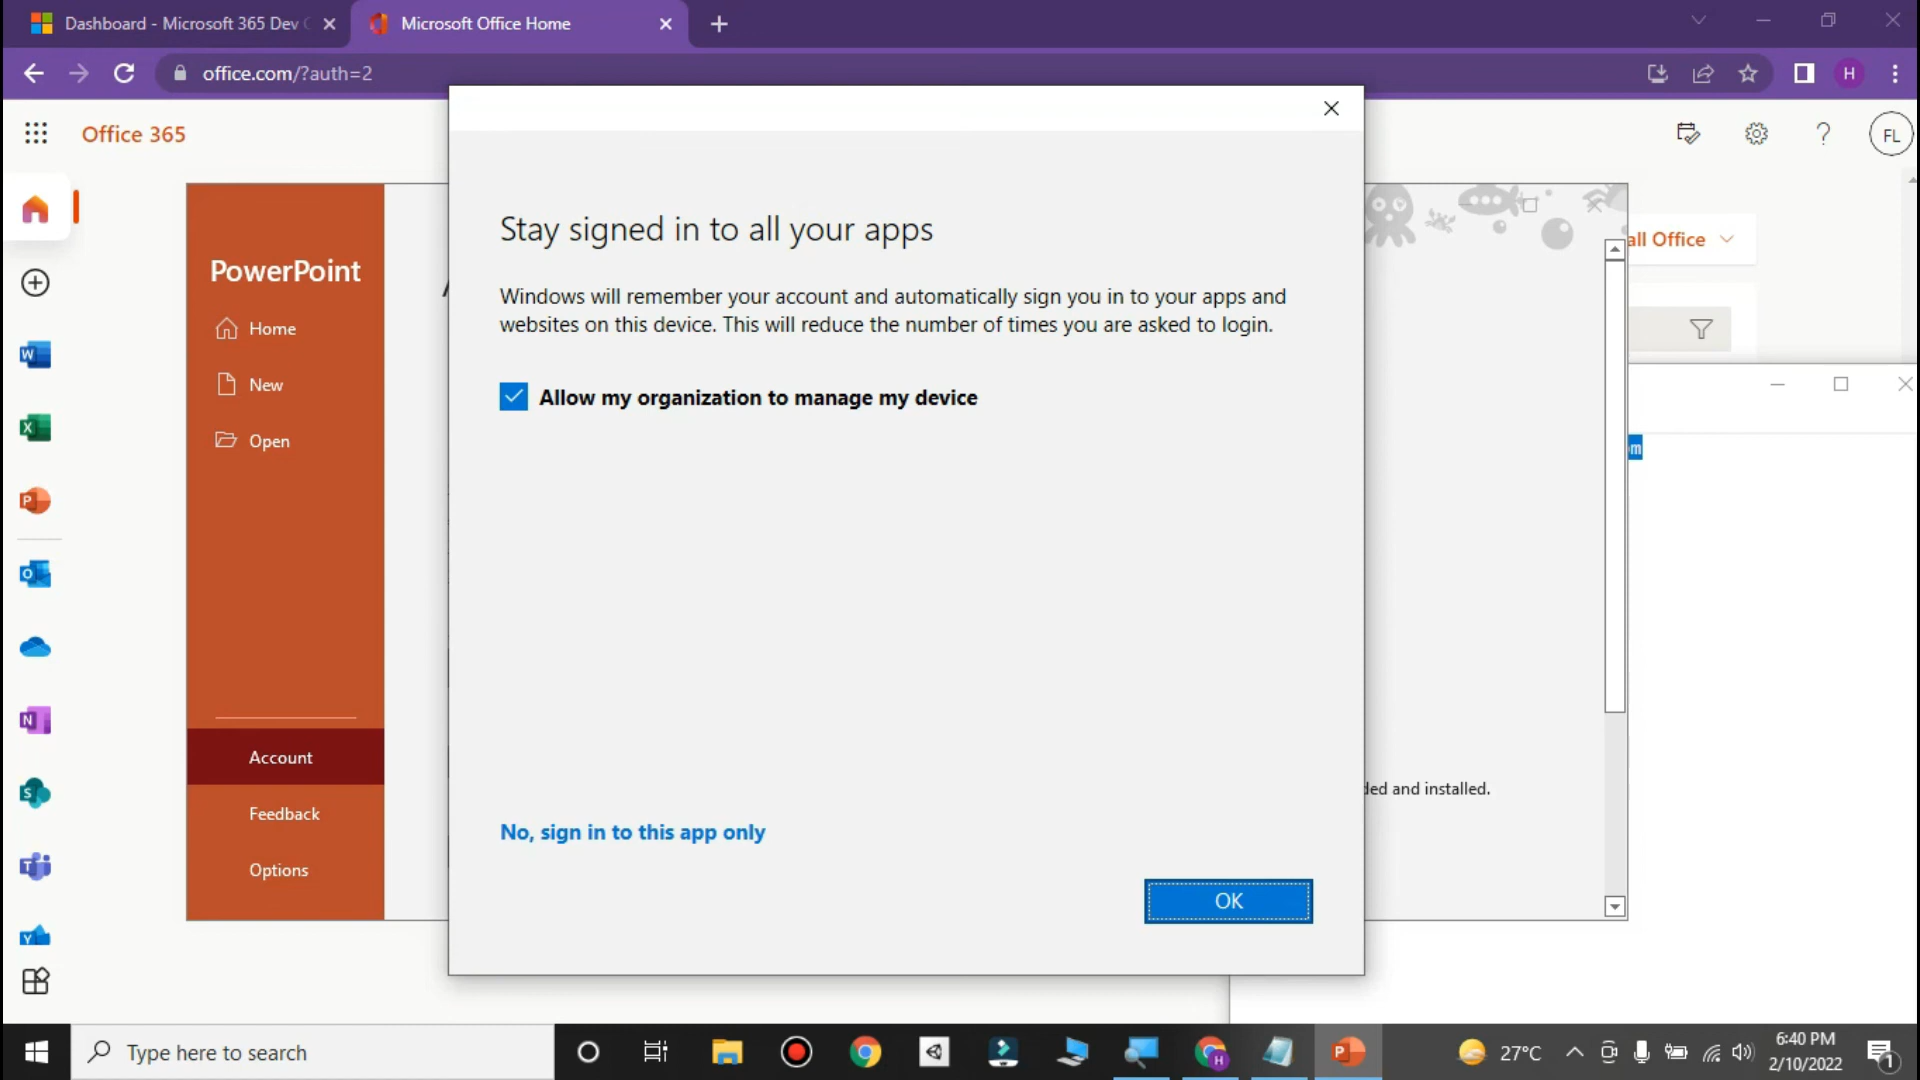 Dashboard - Microsoft 365 Dev
Microsoft Office Home
office.com/?auth=2
H
Office 365
FL
all Office
PowerPoint
Home
New
Open
Account
Feedback
Options
Stay signed in to all your apps
Windows will remember your account and automatically sign you in to your apps and
websites on this device. This will reduce the number of times you are asked to login.
Allow my organization to manage my device
om
ded and installed.
No, sign in to this app only
OK
Type here to search
27°C
6:40 PM
2/10/2022
1